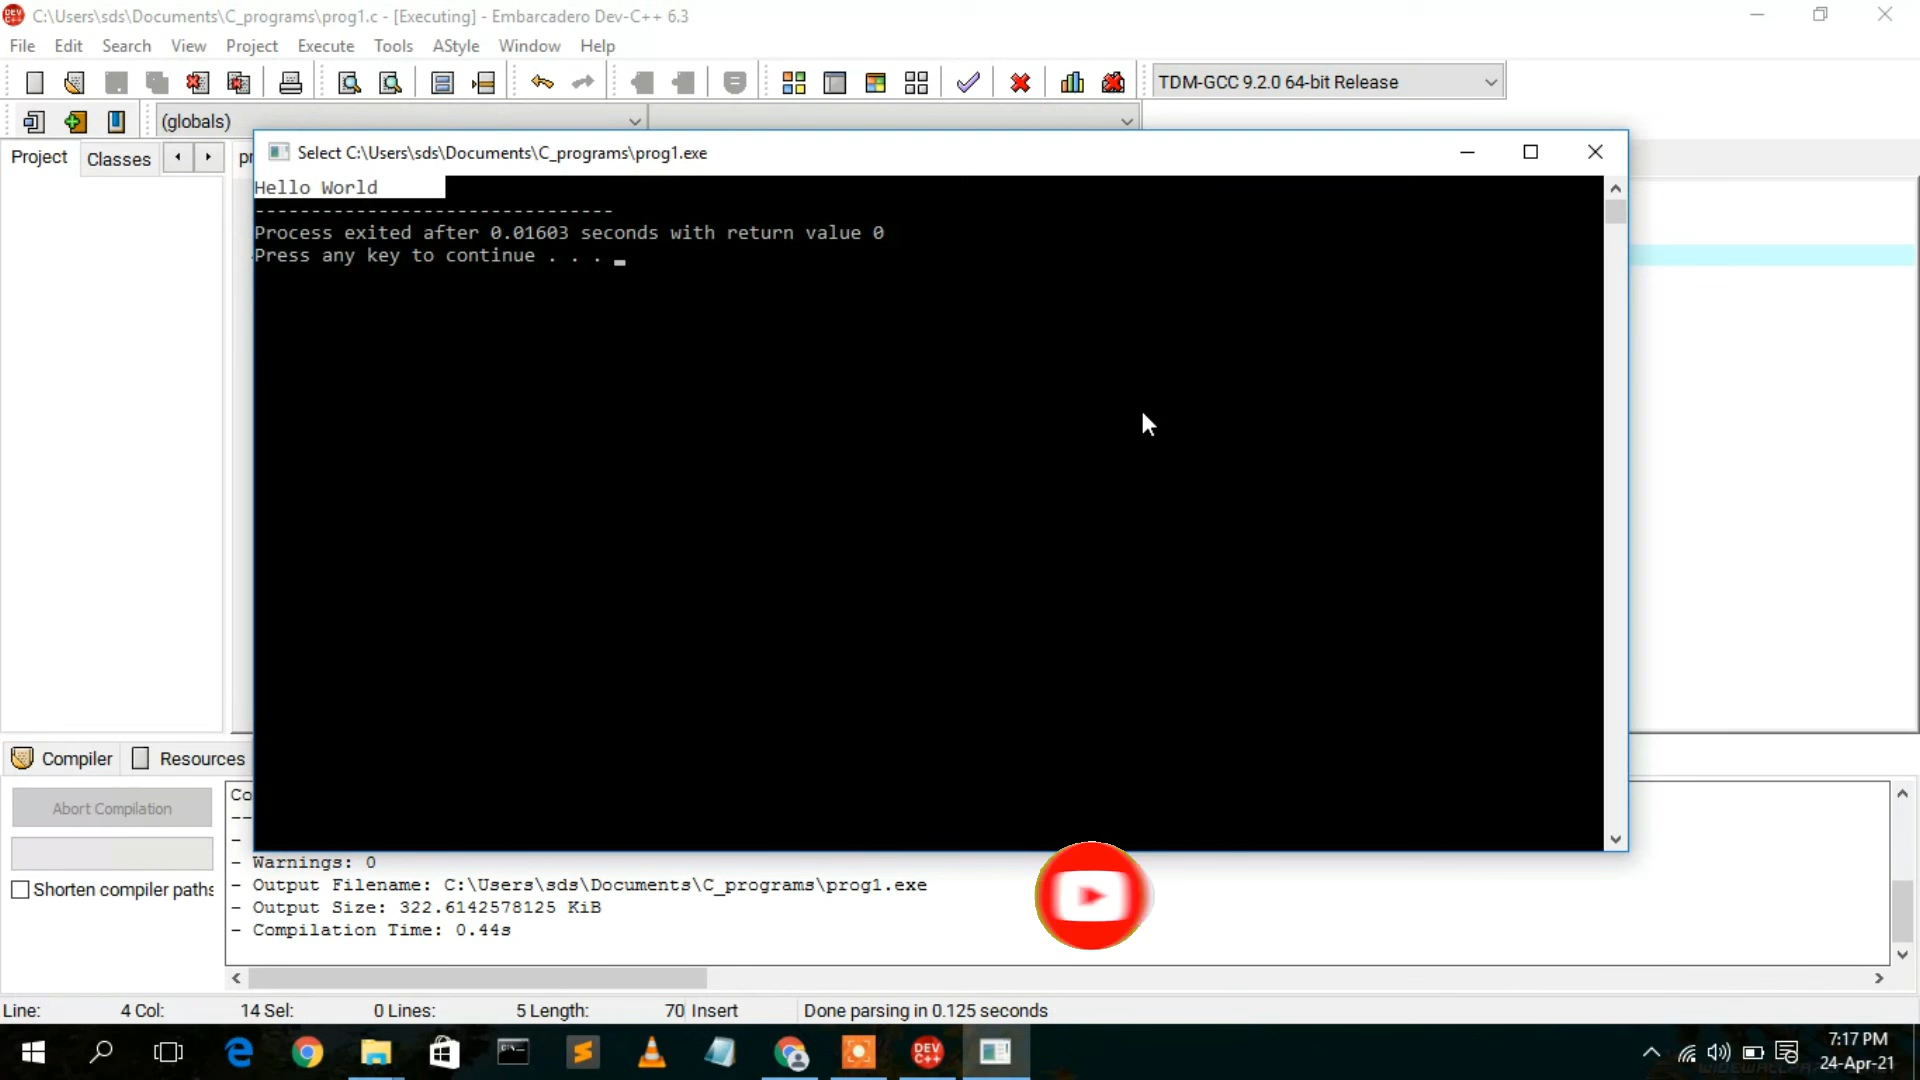 C:\Users\sds\Documents\C_programs\prog1.c - [Executing] - Embarcadero Dev-C++ 6.3
File Edit Search View Project Execute Tools AStyle Window Help
TDM-GCC 9.2.0 64-bit Release
(globals)
Project Classes
Select C:\Users\sds\Documents\C_programs\prog1.exe
Hello World
--------------------------------
Process exited after 0.01603 seconds with return value 0
Press any key to continue . . .
Compiler Resources
Abort Compilation
Shorten compiler paths
- Warnings: 0
- Output Filename: C:\Users\sds\Documents\C_programs\prog1.exe
- Output Size: 322.6142578125 KiB
- Compilation Time: 0.44s
Line: 4 Col: 14 Sel: 0 Lines: 5 Length: 70 Insert Done parsing in 0.125 seconds
DEV C++
7:17 PM
24-Apr-21